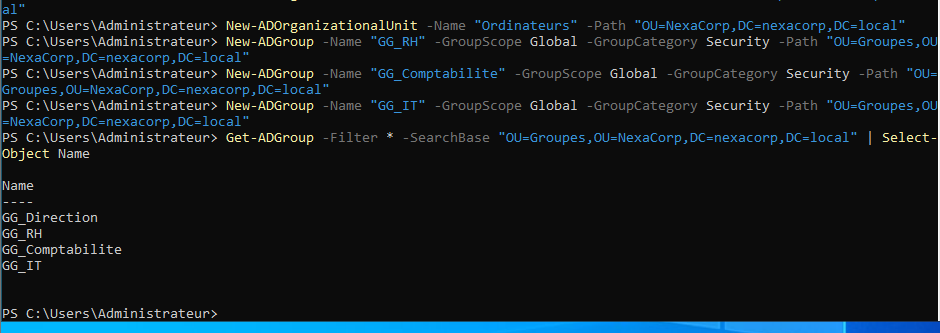 al"
PS C:\Users\Administrateur> New-ADOrganizationalUnit -Name "Ordinateurs" -Path "OU=NexaCorp,DC=nexacorp,DC=local"
PS C:\Users\Administrateur> New-ADGroup -Name "GG_RH" -GroupScope Global -GroupCategory Security -Path "OU=Groupes,OU
=NexaCorp,DC=nexacorp,DC=local"
PS C:\Users\Administrateur> New-ADGroup -Name "GG_Comptabilite" -GroupScope Global -GroupCategory Security -Path "OU=
Groupes,OU=NexaCorp,DC=nexacorp,DC=local"
PS C:\Users\Administrateur> New-ADGroup -Name "GG_IT" -GroupScope Global -GroupCategory Security -Path "OU=Groupes,OU
=NexaCorp,DC=nexacorp,DC=local"
PS C:\Users\Administrateur> Get-ADGroup -Filter * -SearchBase "OU=Groupes,OU=NexaCorp,DC=nexacorp,DC=local" | Select-
Object Name
Name
----
GG_Direction
GG_RH
GG_Comptabilite
GG_IT
PS C:\Users\Administrateur>